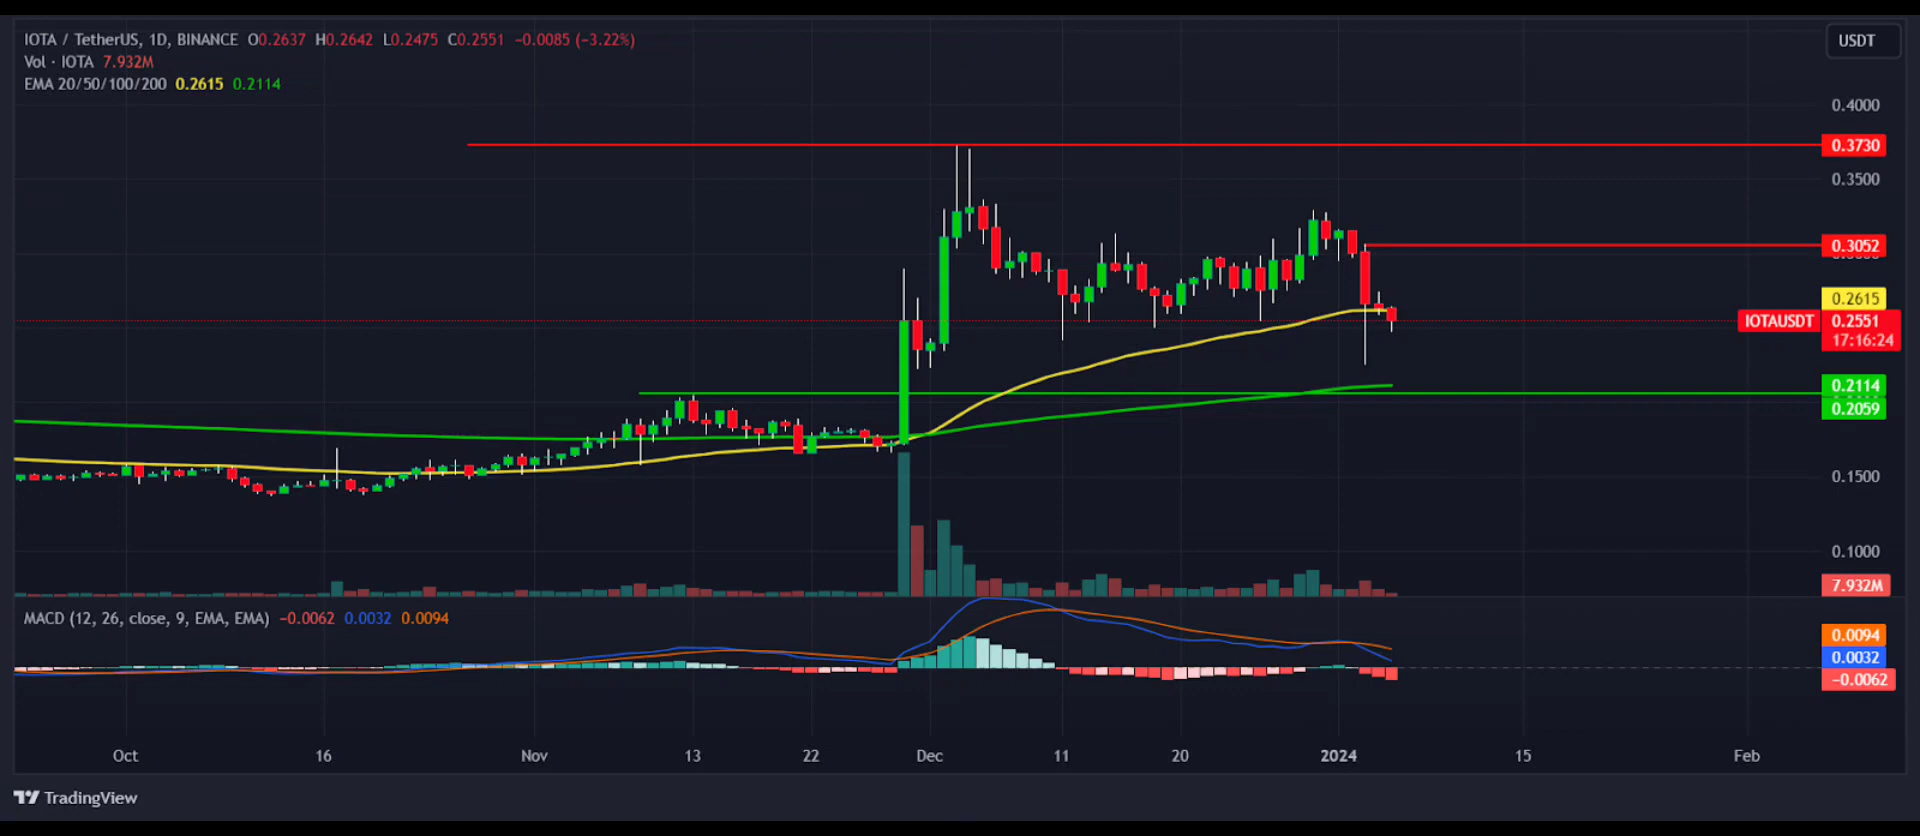 IOTA / TetherUS, 1D, BINANCE O0.2637 H0.2642 L0.2475 C0.2551 −0.0085 (−3.22%)
Vol · IOTA 7.932M
EMA 20/50/100/200 0.2615 0.2114
USDT
0.4000
0.3730
0.3500
0.3052
0.2615
IOTAUSDT 0.2551
17:16:24
0.2114
0.2059
0.1500
0.1000
7.932M
MACD (12, 26, close, 9, EMA, EMA) −0.0062 0.0032 0.0094
0.0094
0.0032
−0.0062
Oct 16 Nov 13 22 Dec 11 20 2024 15 Feb
TradingView